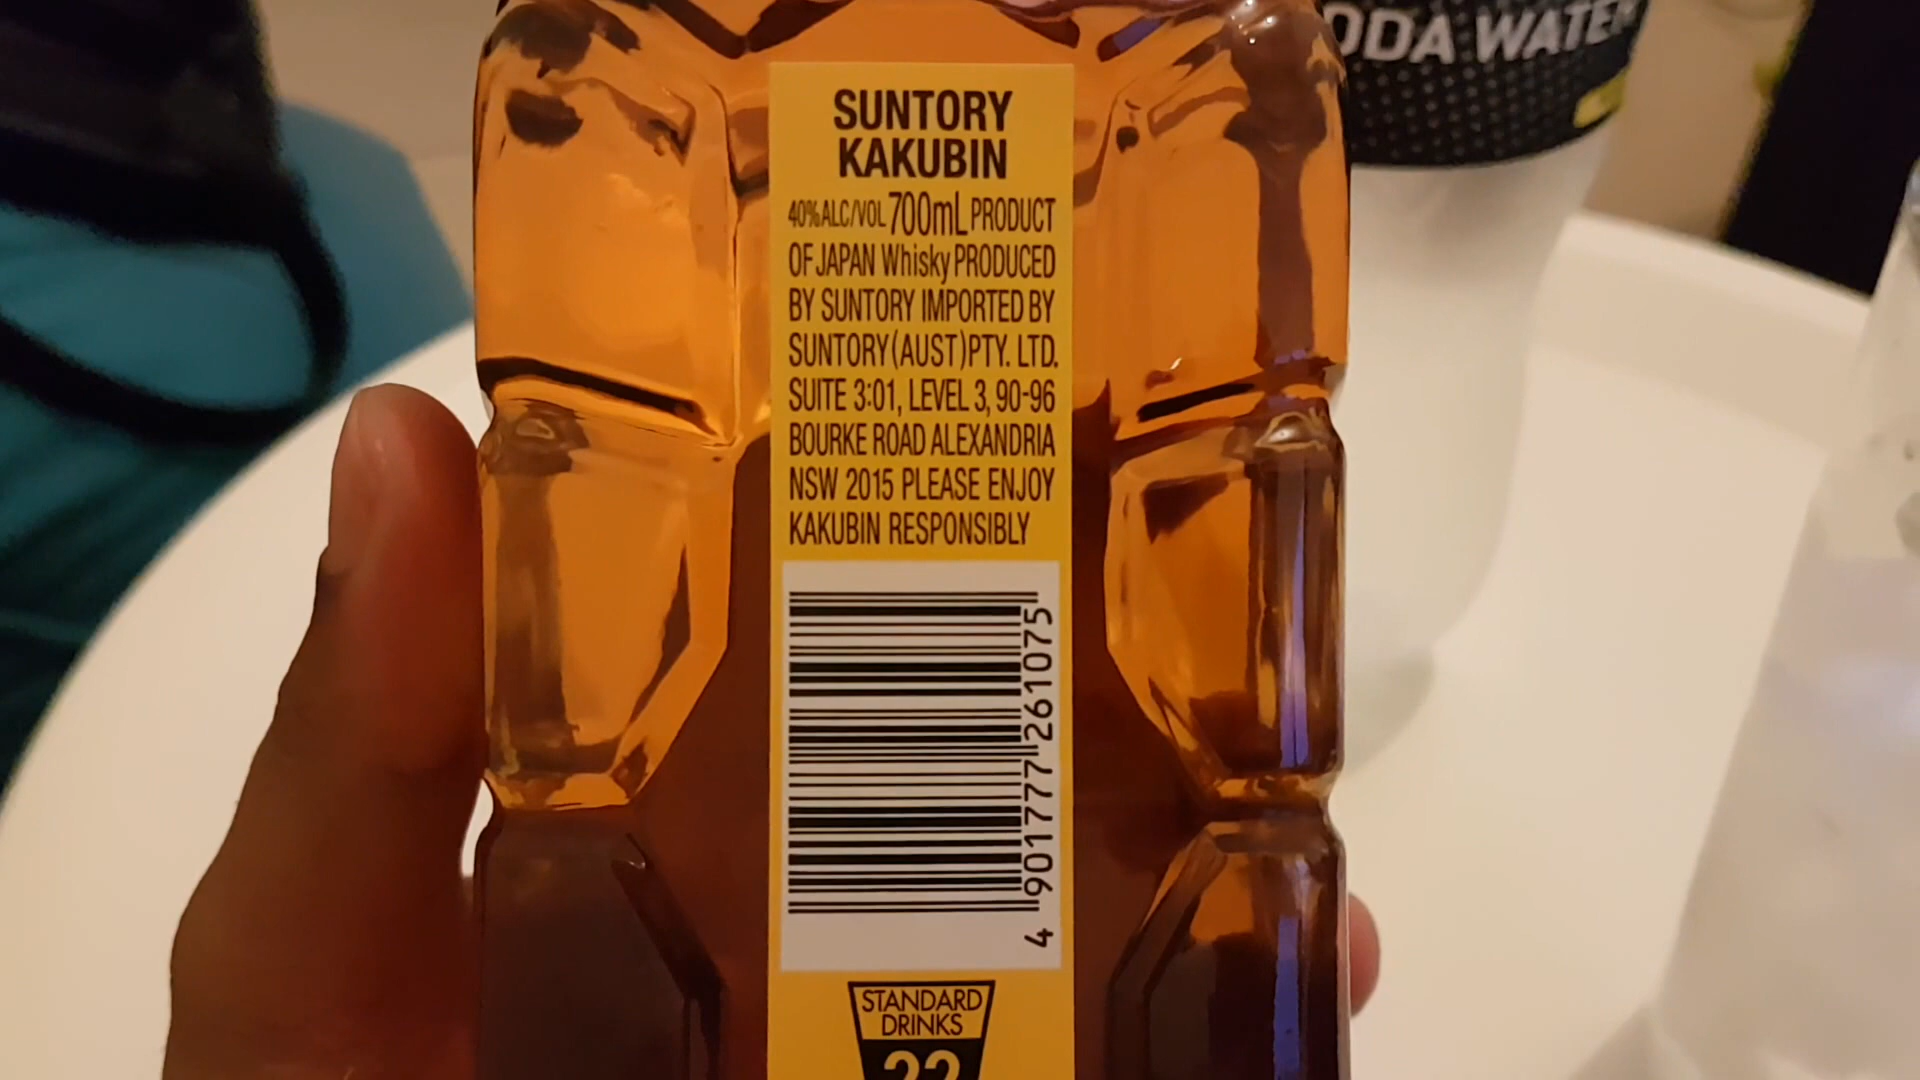 ODA WATER
SUNTORY
KAKUBIN
40%ALC/VOL 700mL PRODUCT
OF JAPAN Whisky PRODUCED
BY SUNTORY IMPORTED BY
SUNTORY (AUST) PTY. LTD.
SUITE 3:01, LEVEL 3, 90-96
BOURKE ROAD ALEXANDRIA
NSW 2015 PLEASE ENJOY
KAKUBIN RESPONSIBLY
4 901777 261075
STANDARD
DRINKS
22